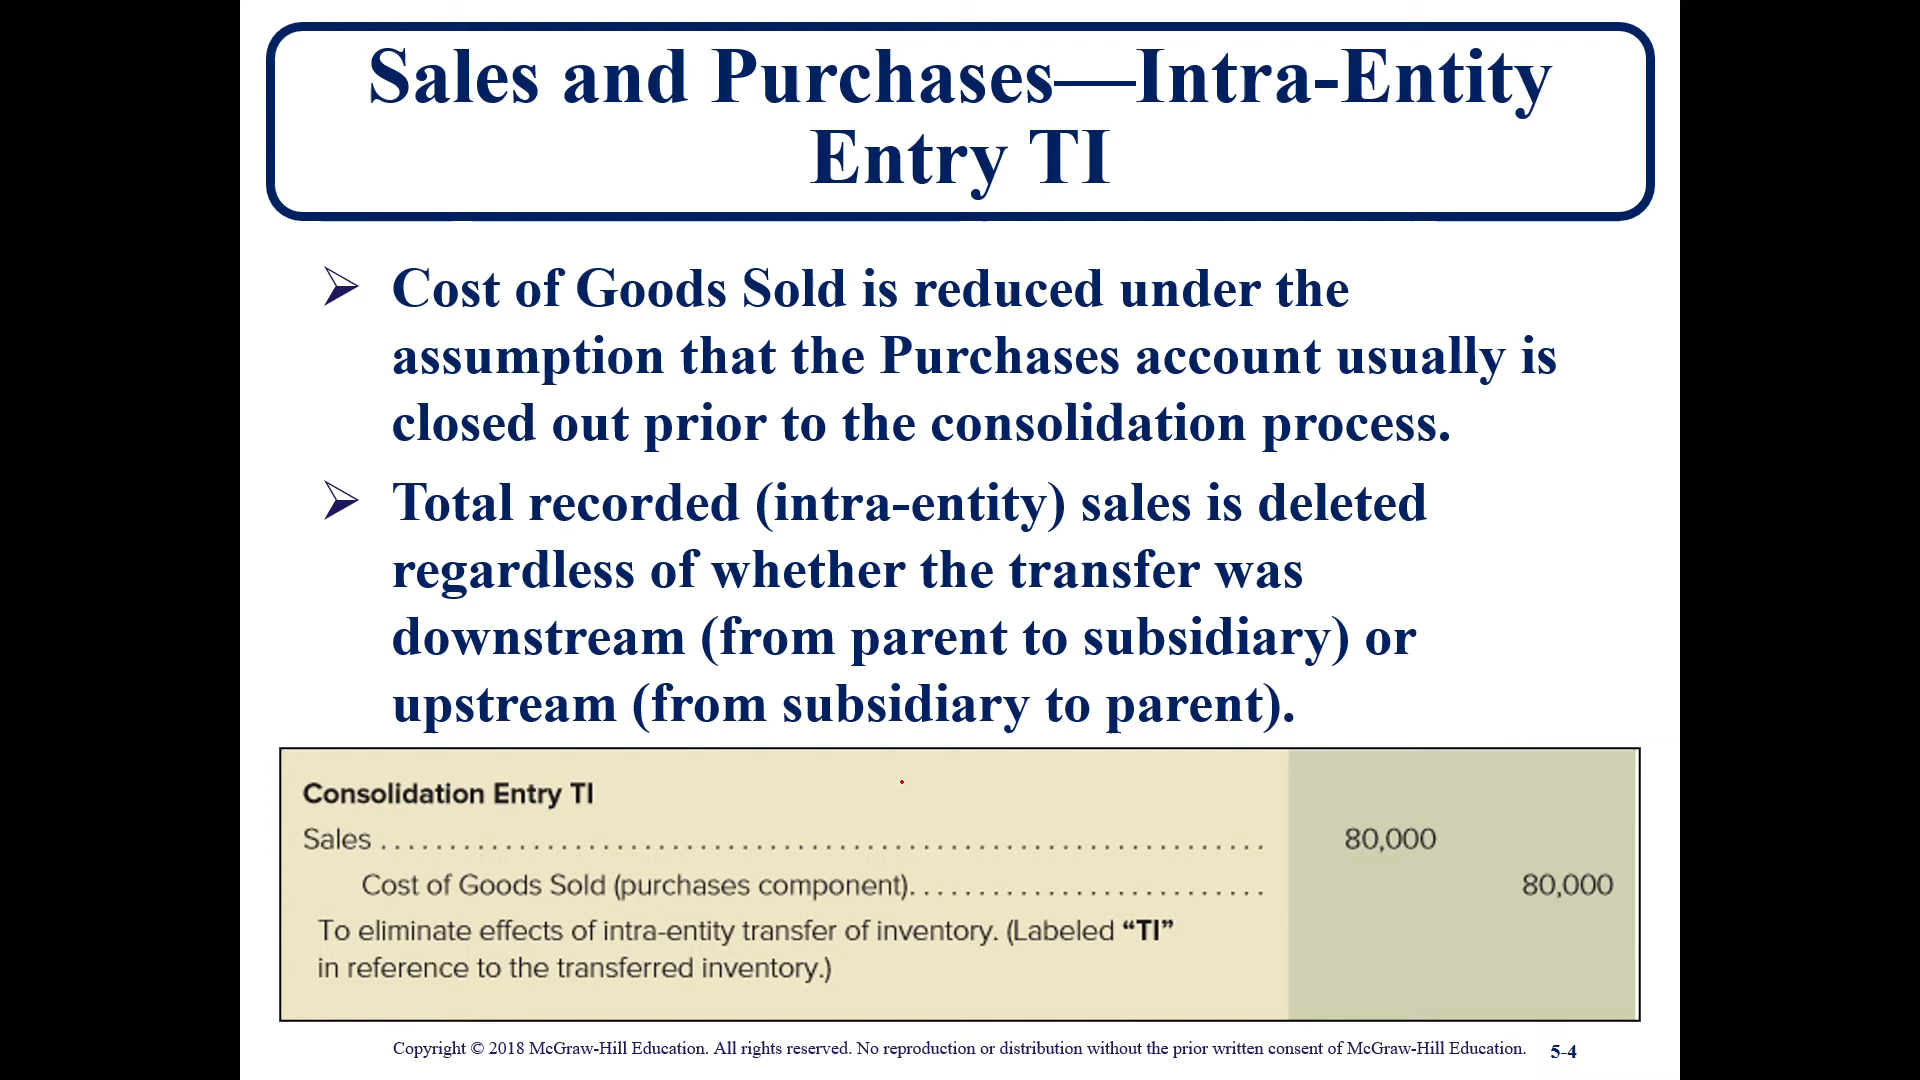 Sales and Purchases—Intra-Entity
Entry TI
Cost of Goods Sold is reduced under the
assumption that the Purchases account usually is
closed out prior to the consolidation process.
Total recorded (intra-entity) sales is deleted
regardless of whether the transfer was
downstream (from parent to subsidiary) or
upstream (from subsidiary to parent).
Consolidation Entry TI
Sales . . . . . . . . . . . . . . . . . . . . . . . . . . . . . . . . 80,000
Cost of Goods Sold (purchases component). . . . . . . . . . . . . . . . 80,000
To eliminate effects of intra-entity transfer of inventory. (Labeled “TI”
in reference to the transferred inventory.)
Copyright © 2018 McGraw-Hill Education. All rights reserved. No reproduction or distribution without the prior written consent of McGraw-Hill Education. 5-4